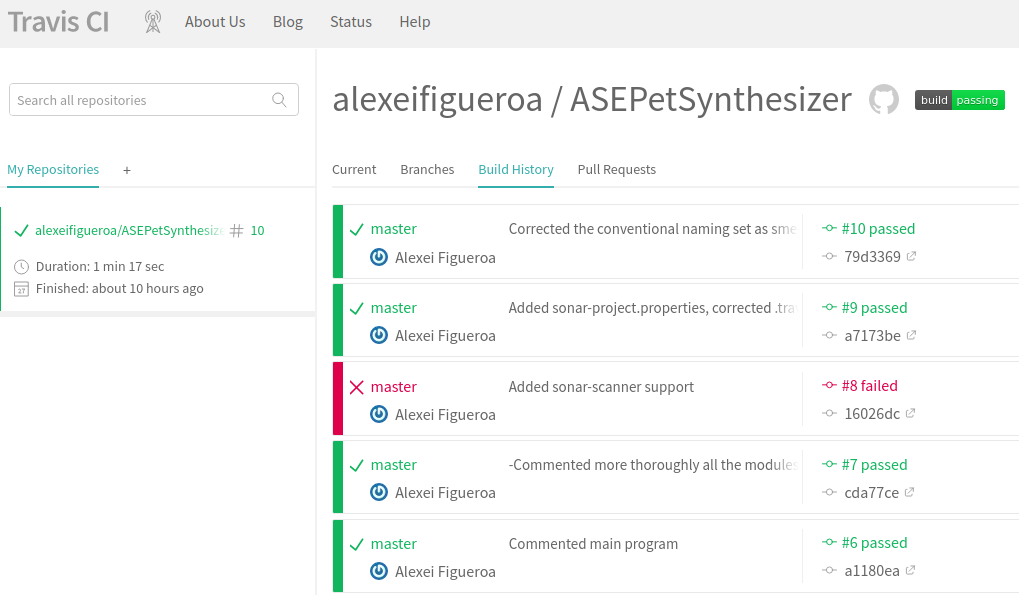 Travis CI About Us Blog Status Help
Search all repositories
alexeifigueroa / ASEPetSynthesizer build passing
My Repositories +
Current Branches Build History Pull Requests
alexeifigueroa/ASEPetSynthesize # 10
Duration: 1 min 17 sec
Finished: about 10 hours ago
27
master Corrected the conventional naming set as sme #10 passed
Alexei Figueroa 79d3369
master Added sonar-project.properties, corrected .tra #9 passed
Alexei Figueroa a7173be
master Added sonar-scanner support #8 failed
Alexei Figueroa 16026dc
master -Commented more thoroughly all the modules #7 passed
Alexei Figueroa cda77ce
master Commented main program #6 passed
Alexei Figueroa a1180ea